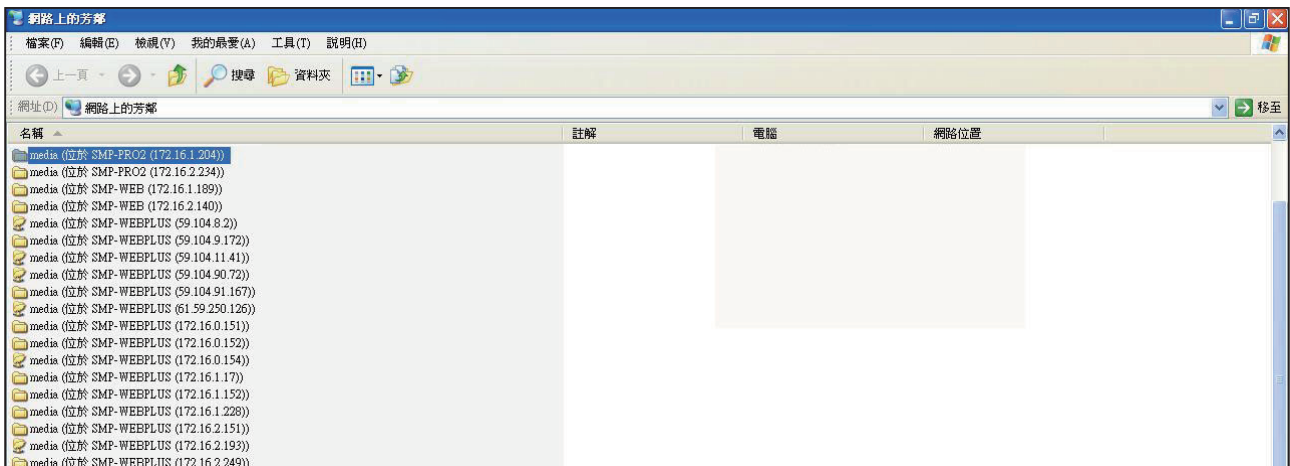 網路上的芳鄰
檔案(F) 編輯(E) 檢視(V) 我的最愛(A) 工具(T) 說明(H)
上一頁 搜尋 資料夾
網址(D) 網路上的芳鄰 移至
名稱 註解 電腦 網路位置
media (位於 SMP-PRO2 (172.16.1.204))
media (位於 SMP-PRO2 (172.16.2.234))
media (位於 SMP-WEB (172.16.1.189))
media (位於 SMP-WEB (172.16.2.140))
media (位於 SMP-WEBPLUS (59.104.8.2))
media (位於 SMP-WEBPLUS (59.104.9.172))
media (位於 SMP-WEBPLUS (59.104.11.41))
media (位於 SMP-WEBPLUS (59.104.90.72))
media (位於 SMP-WEBPLUS (59.104.91.167))
media (位於 SMP-WEBPLUS (61.59.250.126))
media (位於 SMP-WEBPLUS (172.16.0.151))
media (位於 SMP-WEBPLUS (172.16.0.152))
media (位於 SMP-WEBPLUS (172.16.0.154))
media (位於 SMP-WEBPLUS (172.16.1.17))
media (位於 SMP-WEBPLUS (172.16.1.152))
media (位於 SMP-WEBPLUS (172.16.1.228))
media (位於 SMP-WEBPLUS (172.16.2.151))
media (位於 SMP-WEBPLUS (172.16.2.193))
media (位於 SMP-WEBPLUS (172.16.2.249))